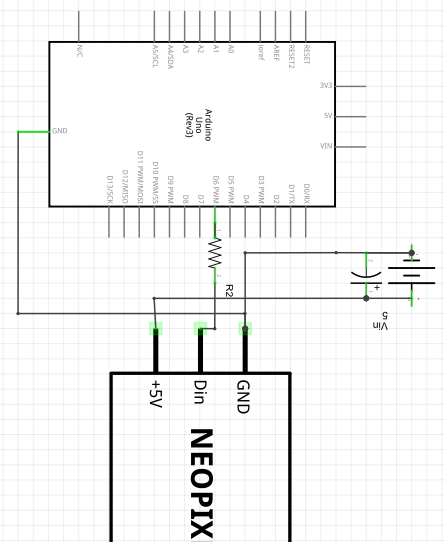 N/C
A5/SCL
A4/SDA
A3
A2
A1
A0
ioref
AREF
RESET2
RESET
3V3
5V
VIN
Arduino
Uno
(Rev3)
GND
D13/SCK
D12/MISO
D11 PWM/MOSI
D10 PWM/SS
D9 PWM
D8
D7
D6 PWM
D5 PWM
D4
D3 PWM
D2
D1/TX
D0/RX
R2
2
+
Vin
5
+5V
Din
GND
NEOPIX